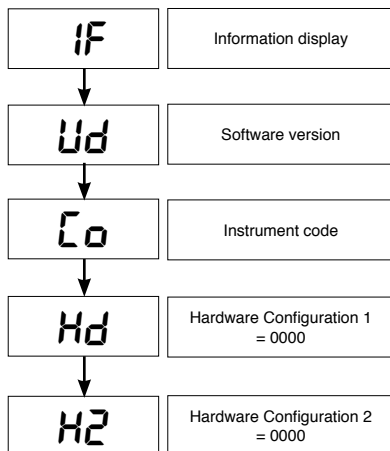 IF
Information display
Ud
Software version
Co
Instrument code
Hd
Hardware Configuration 1
= 0000
H2
Hardware Configuration 2
= 0000